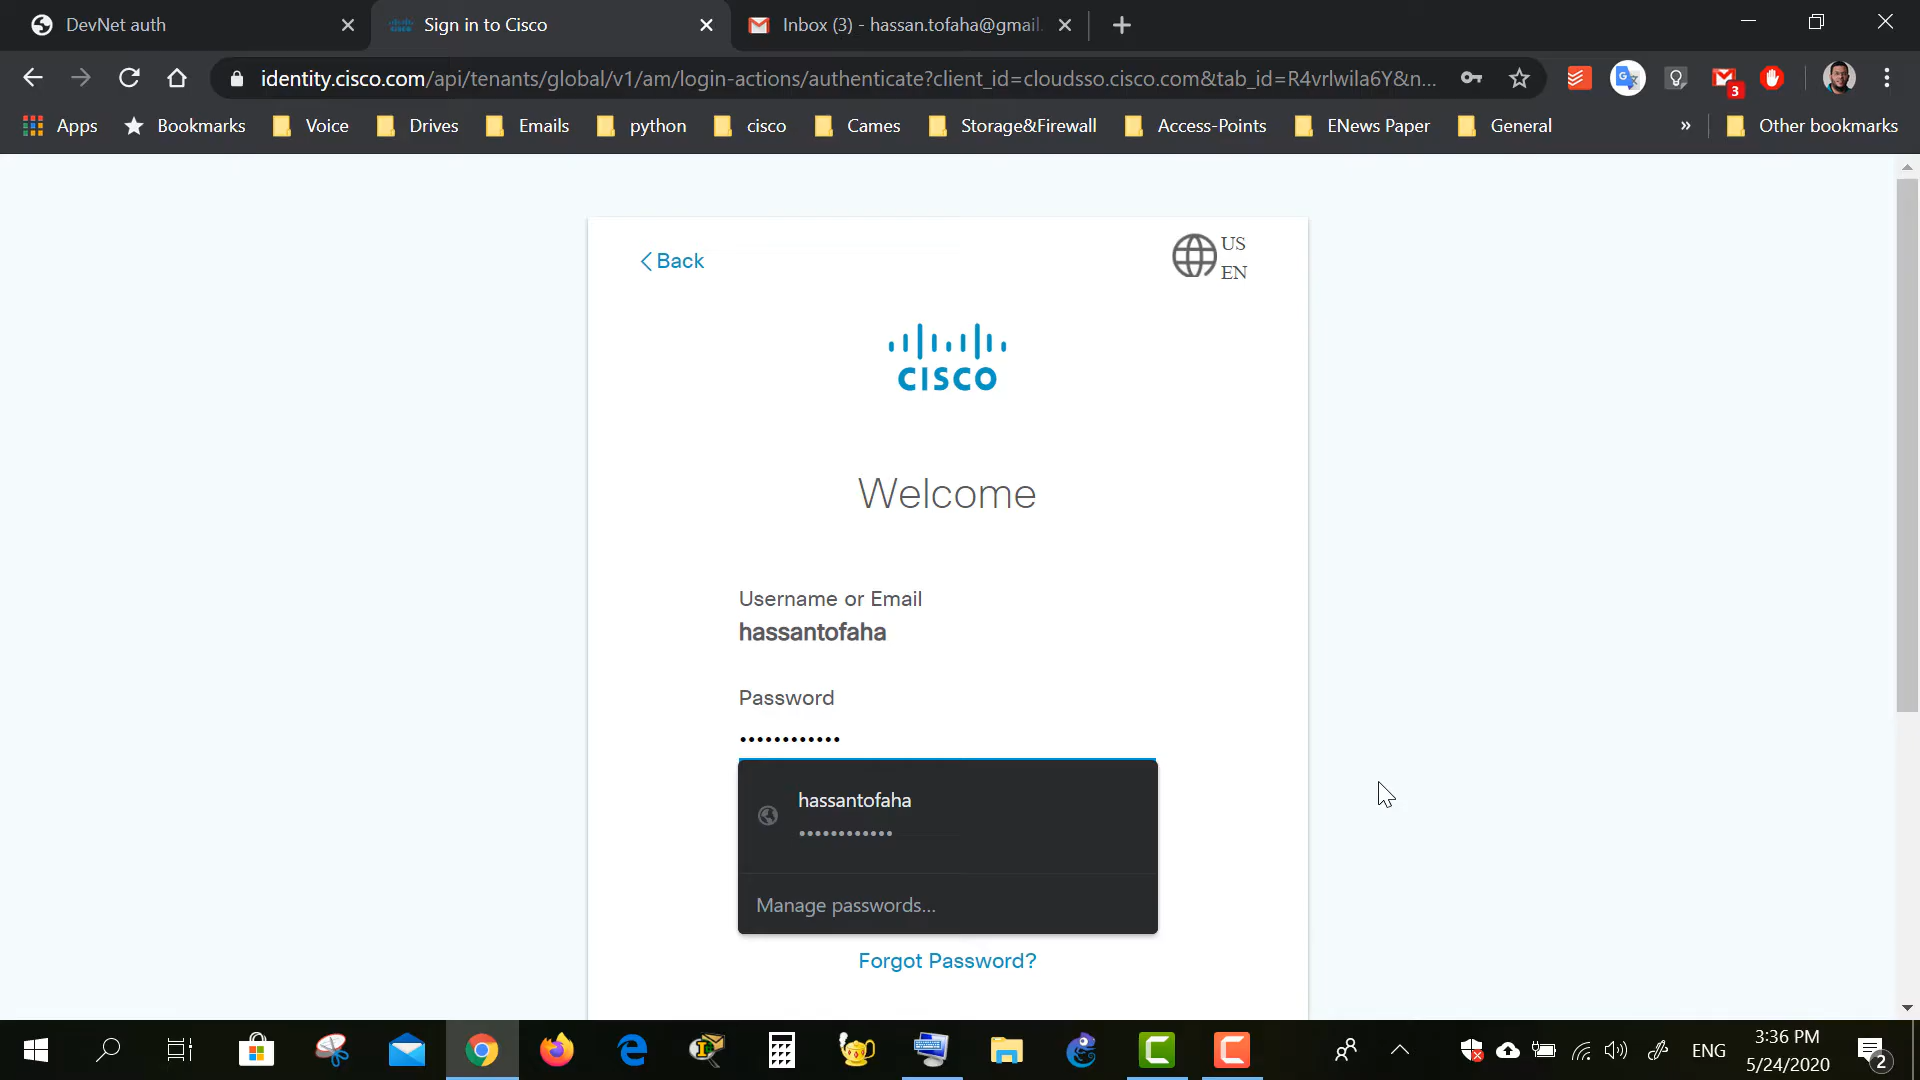 DevNet auth
Sign in to Cisco
Inbox (3) - hassan.tofaha@gmail.
identity.cisco.com/api/tenants/global/v1/am/login-actions/authenticate?client_id=cloudsso.cisco.com&tab_id=R4vrlwila6Y&n...
3
Apps
Bookmarks
Voice
Drives
Emails
python
cisco
Cames
Storage&Firewall
Access-Points
ENews Paper
General
»
Other bookmarks
Back
US
EN
CISCO
Welcome
Username or Email
hassantofaha
Password
••••••••••••
hassantofaha
••••••••••••
Manage passwords...
Forgot Password?
ENG
3:36 PM
5/24/2020
2